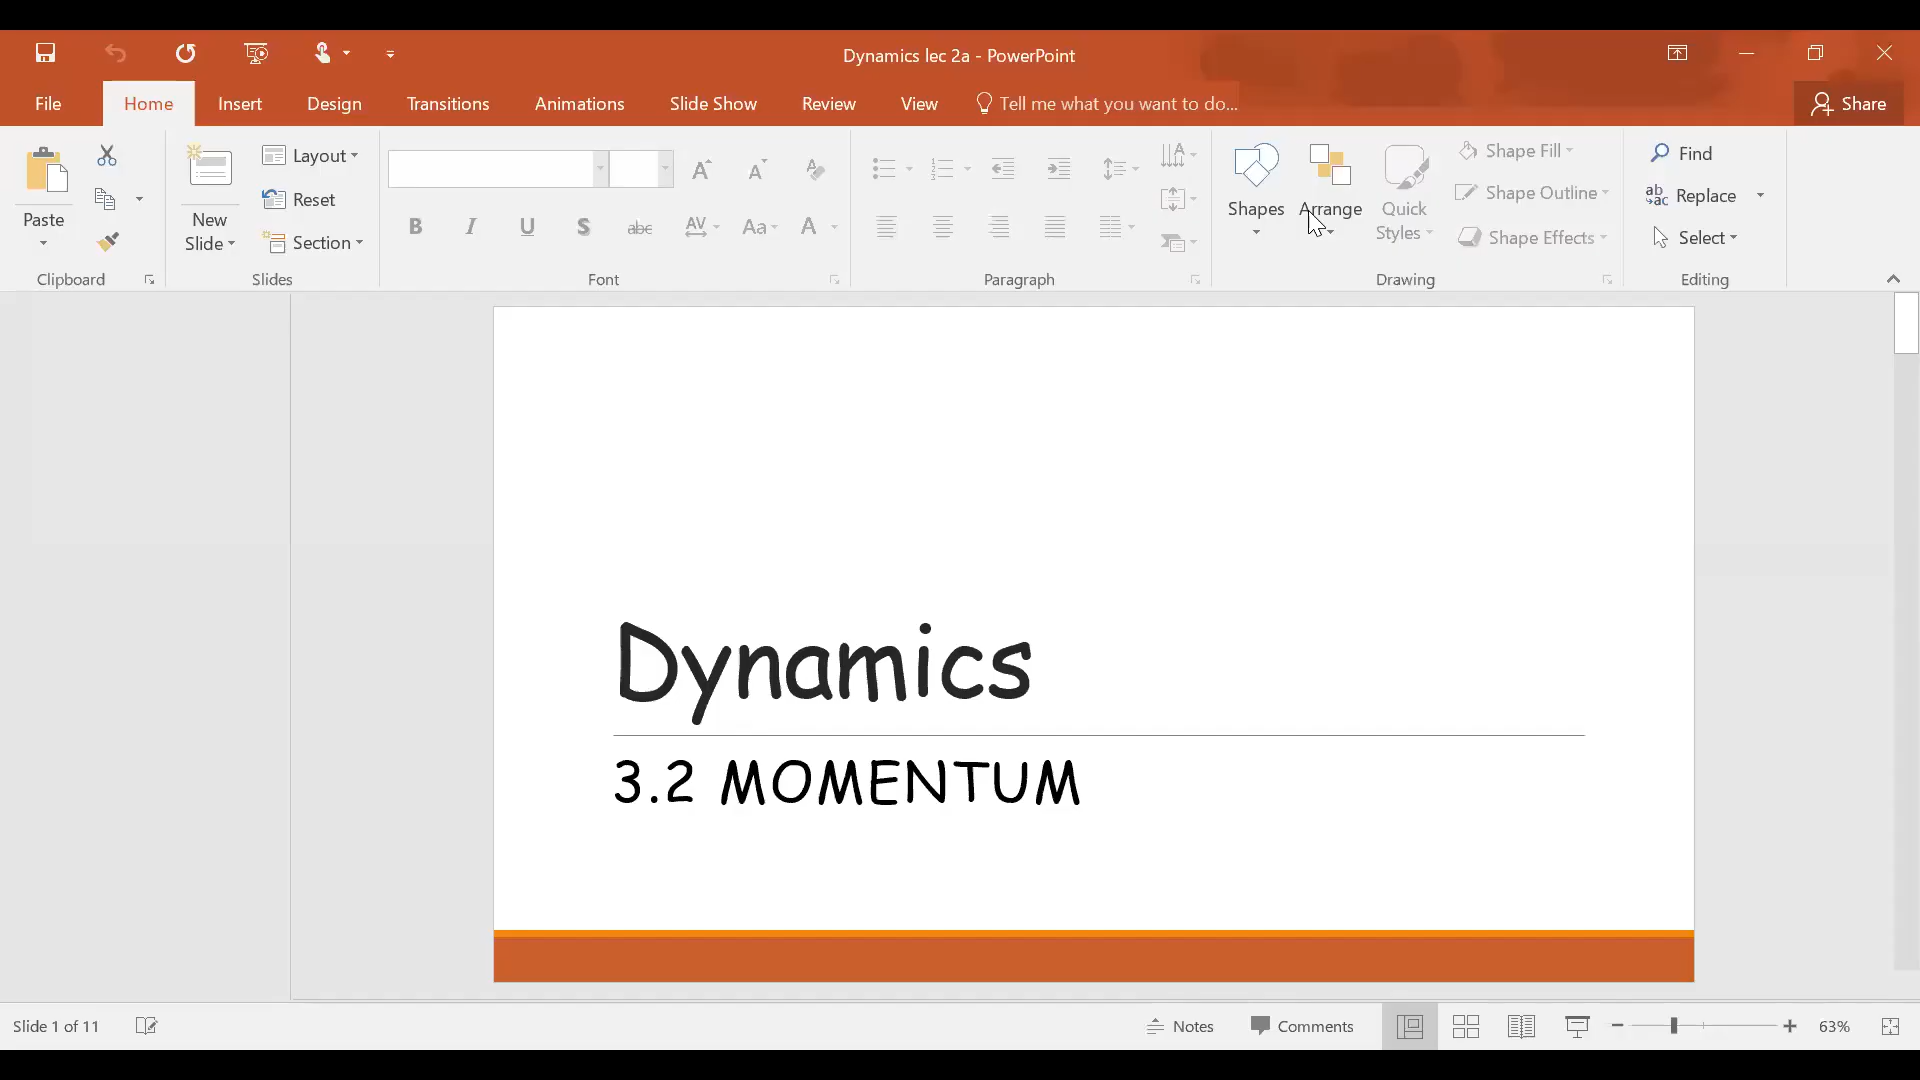 Dynamics lec 2a - PowerPoint
File Home Insert Design Transitions Animations Slide Show Review View Tell me what you want to do... Share
Paste
Clipboard
New
Slide
Layout
Reset
Section
Slides
B I U S abc AV Aa A
Font
Paragraph
Shapes
Arrange
Quick
Styles
Shape Fill
Shape Outline
Shape Effects
Drawing
Find
Replace
Select
Editing
Dynamics
3.2 MOMENTUM
Slide 1 of 11 Notes Comments 63%